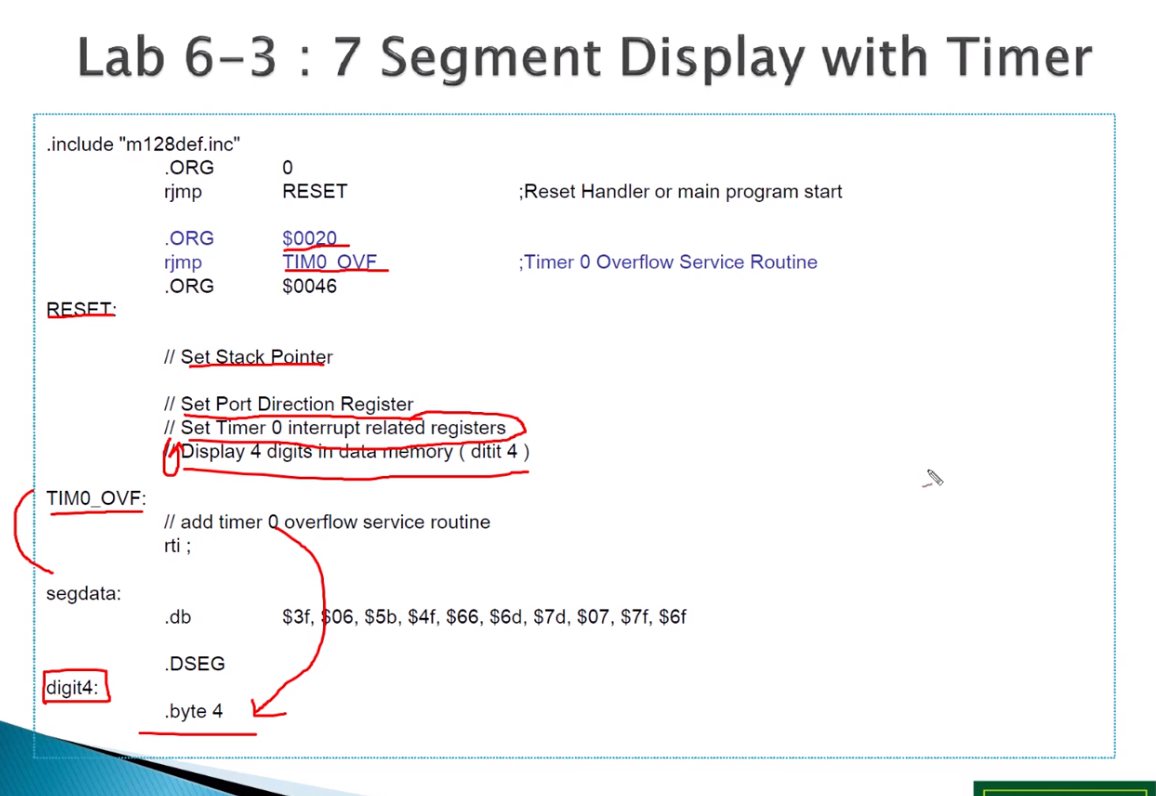 Lab 6-3 : 7 Segment Display with Timer
.include "m128def.inc"
.ORG 0
rjmp RESET ;Reset Handler or main program start
.ORG $0020
rjmp TIM0_OVF ;Timer 0 Overflow Service Routine
.ORG $0046
RESET:
// Set Stack Pointer
// Set Port Direction Register
// Set Timer 0 interrupt related registers
// Display 4 digits in data memory ( ditit 4 )
TIM0_OVF:
// add timer 0 overflow service routine
rti ;
segdata:
.db $3f, $06, $5b, $4f, $66, $6d, $7d, $07, $7f, $6f
.DSEG
digit4:
.byte 4